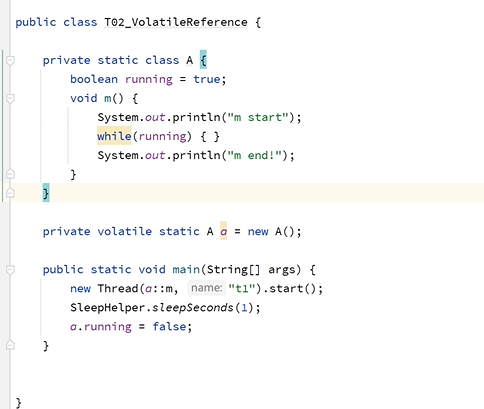 public class T02_VolatileReference {
private static class A {
boolean running = true;
void m() {
System.out.println("m start");
while(running) { }
System.out.println("m end!");
}
}
private volatile static A a = new A();
public static void main(String[] args) {
new Thread(a::m, name: "t1").start();
SleepHelper.sleepSeconds(1);
a.running = false;
}
}